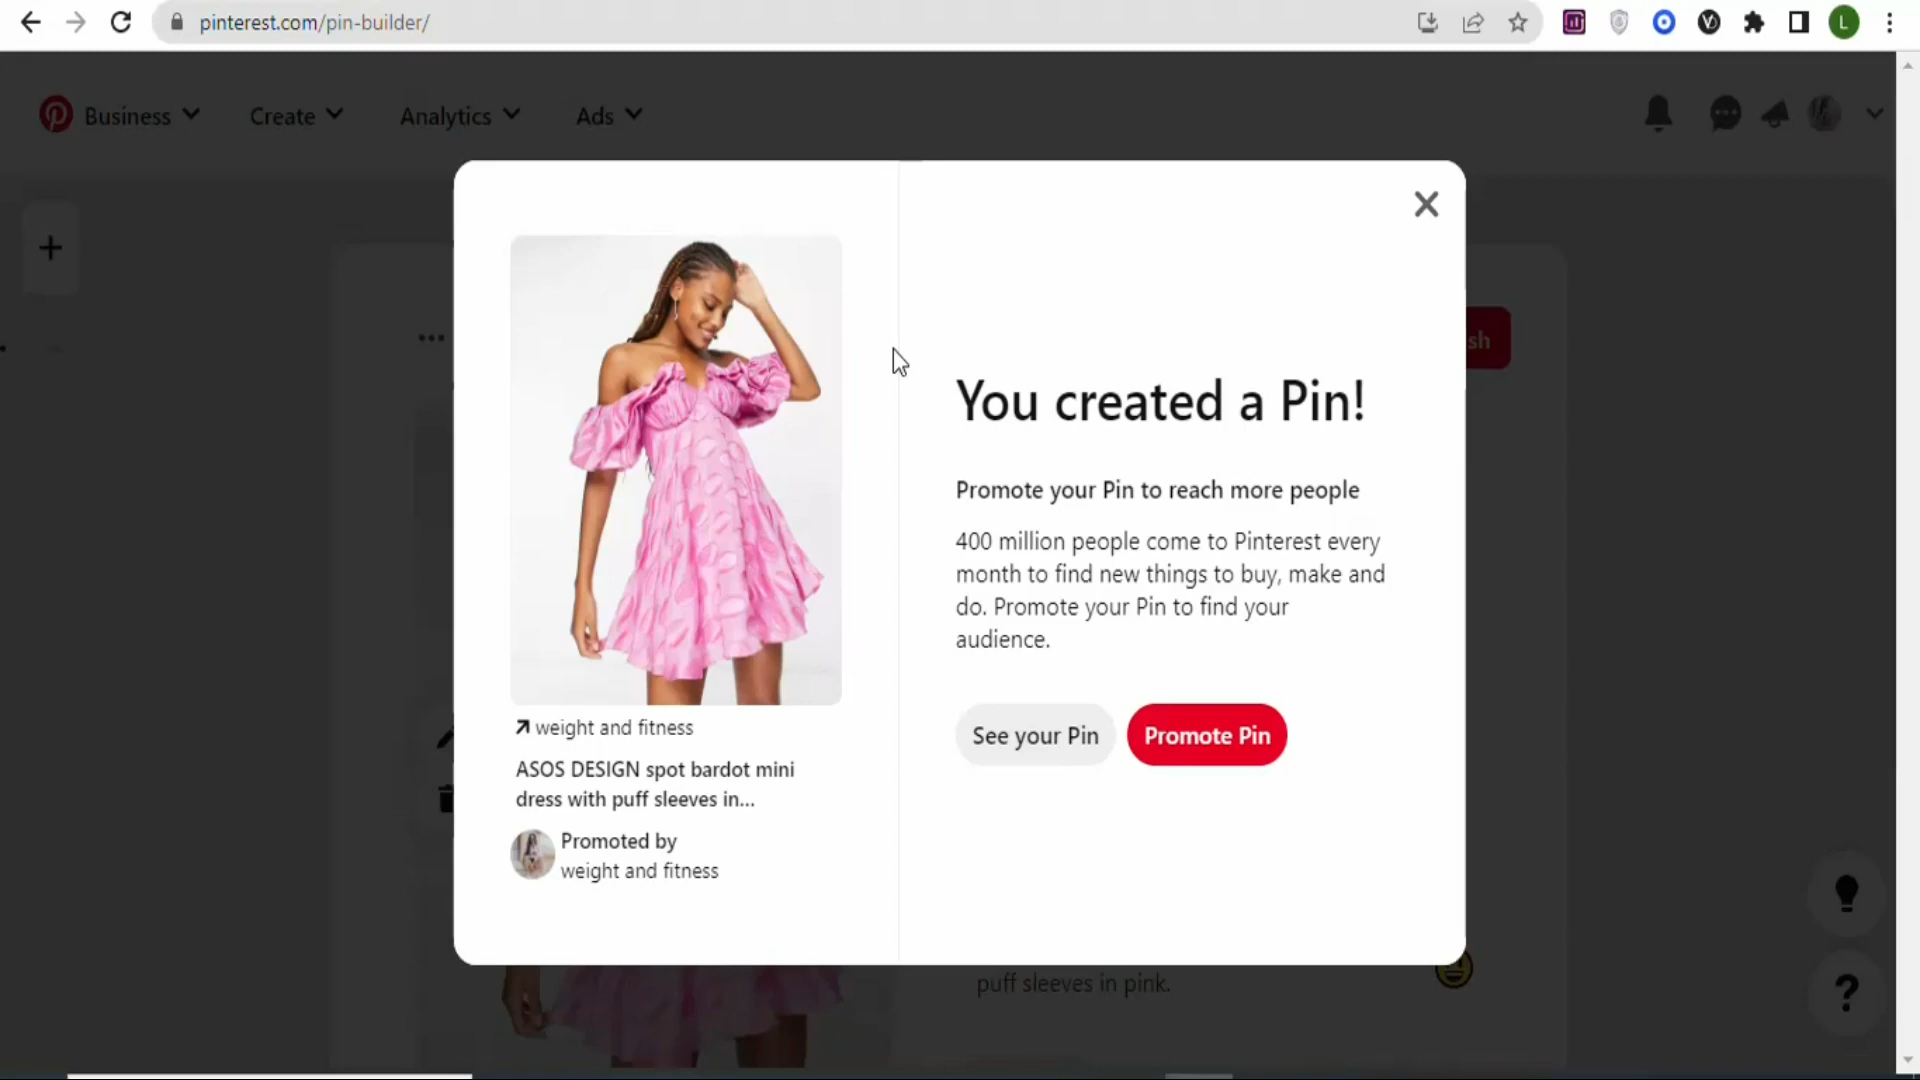 pinterest.com/pin-builder/
L
Business
Create
Analytics
Ads
sh
You created a Pin!
Promote your Pin to reach more people
400 million people come to Pinterest every
month to find new things to buy, make and
do. Promote your Pin to find your
audience.
See your Pin
Promote Pin
weight and fitness
ASOS DESIGN spot bardot mini
dress with puff sleeves in...
Promoted by
weight and fitness
puff sleeves in pink.
?